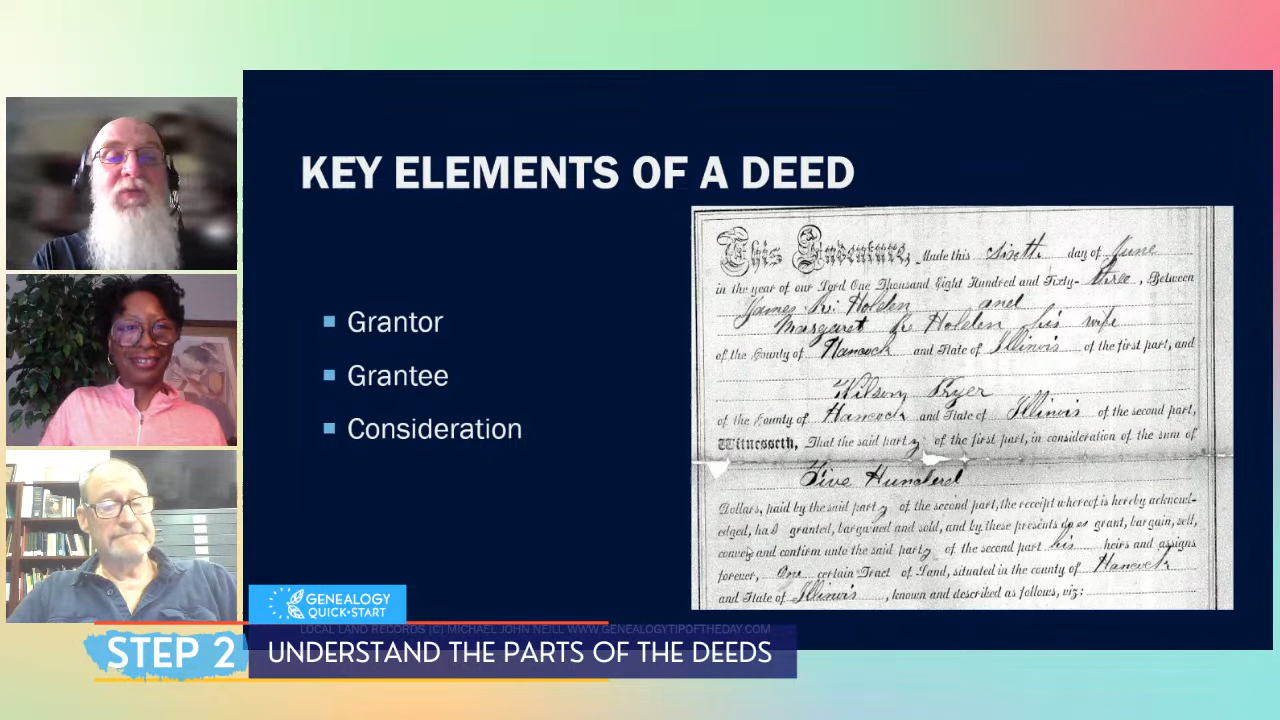 KEY ELEMENTS OF A DEED
Grantor
Grantee
Consideration
This Indenture, Made this Sixth day of June
in the year of our Lord One Thousand Eight Hundred and Sixty- three, Between
James R. Holden and
Margaret Holden his wife
of the County of Hancock and State of Illinois of the first part, and
Wilson Fryer
of the County of Hancock and State of Illinois of the second part,
Witnesseth, That the said party of the first part, in consideration of the sum of
Five Hundred
Dollars, paid by the said party of the second part, the receipt whereof is hereby acknowl-
edged, has granted, bargained and sold, and by these presents does grant, bargain, sell,
convey and confirm unto the said party of the second part his heirs and assigns
forever, One certain Tract of Land, situated in the county of Hancock
and State of Illinois, known and described as follows, viz:
GENEALOGY
QUICK★START
LOCAL LAND RECORDS (C) MICHAEL JOHN NEILL WWW.GENEALOGYTIPOFTHEDAY.COM
STEP 2 UNDERSTAND THE PARTS OF THE DEEDS